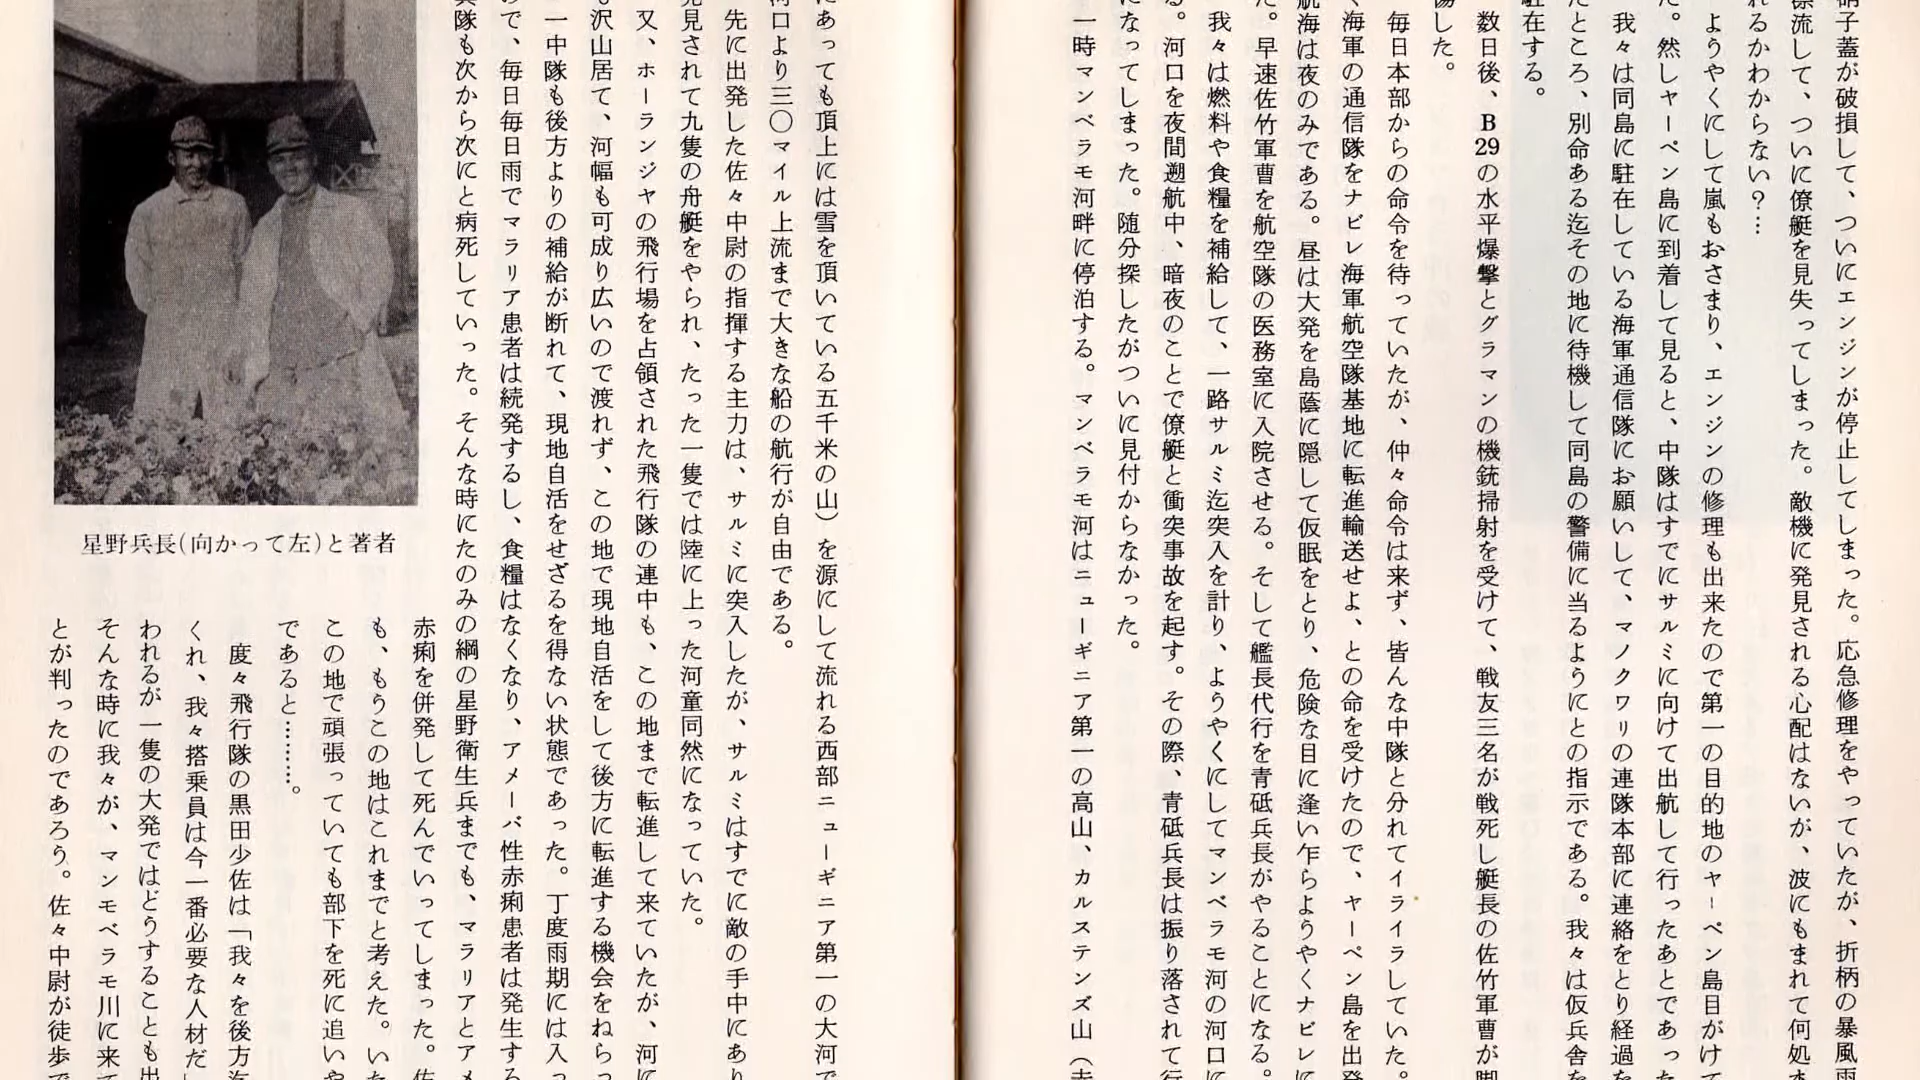 硝子蓋が破損して、ついにエンジンが停止してしまった。応急修理をやっていたが、折柄の暴風雨
漂流して、ついに僚艇を見失ってしまった。敵機に発見される心配はないが、波にもまれて何処
れるかわからない？…
ようやくにして嵐もおさまり、エンジンの修理も出来たので第一の目的地のヤーペン島目がけて
た。然しヤーペン島に到着して見ると、中隊はすでにサルミに向けて出航して行ったあとであった
我々は同島に駐在している海軍通信隊にお願いして、マノクワリの連隊本部に連絡をとり経過を
たところ、別命ある迄その地に待機して同島の警備に当るようにとの指示である。我々は仮兵舎を
駐在する。
数日後、B29の水平爆撃とグラマンの機銃掃射を受けて、戦友三名が戦死し艇長の佐竹軍曹が脚
傷した。
毎日本部からの命令を待っていたが、仲々命令は来ず、皆んな中隊と分れてイライラしていた。
く海軍の通信隊をナビレ海軍航空隊基地に転進輸送せよ、との命を受けたので、ヤーペン島を出発
航海は夜のみである。昼は大発を島蔭に隠して仮眠をとり、危険な目に逢い乍らようやくナビレに
た。早速佐竹軍曹を航空隊の医務室に入院させる。そして艦長代行を青砥兵長がやることになる。
我々は燃料や食糧を補給して、一路サルミ迄突入を計り、ようやくにしてマンベラモ河の河口に
る。河口を夜間遡航中、暗夜のことで僚艇と衝突事故を起す。その際、青砥兵長は振り落されて行
になってしまった。随分探したがついに見付からなかった。
一時マンベラモ河畔に停泊する。マンベラモ河はニューギニア第一の高山、カルステンズ山（
にあっても頂上には雪を頂いている五千米の山）を源にして流れる西部ニューギニア第一の大河で
河口より三〇マイル上流まで大きな船の航行が自由である。
先に出発した佐々中尉の指揮する主力は、サルミに突入したが、サルミはすでに敵の手中にあり
発見されて九隻の舟艇をやられ、たった一隻では陸に上った河童同然になっていた。
又、ホーランジヤの飛行場を占領された飛行隊の連中も、この地まで転進して来ていたが、河に
も沢山居て、河幅も可成り広いので渡れず、この地で現地自活をして後方に転進する機会をねらっ
一中隊も後方よりの補給が断れて、現地自活をせざるを得ない状態であった。丁度雨期には入っ
ので、毎日毎日雨でマラリア患者は続発するし、食糧はなくなり、アメーバ性赤痢患者は発生する
兵隊も次から次にと病死していった。そんな時にたのみの綱の星野衛生兵までも、マラリアとアメ
赤痢を併発して死んでいってしまった。佐
も、もうこの地はこれまでと考えた。いた
この地で頑張っていても部下を死に追いや
であると………。
度々飛行隊の黒田少佐は「我々を後方
くれ、我々搭乗員は今一番必要な人材だ」
われるが一隻の大発ではどうすることも出
そんな時に我々が、マンモベラモ川に来て
とが判ったのであろう。佐々中尉が徒歩で
星野兵長(向かって左)と著者